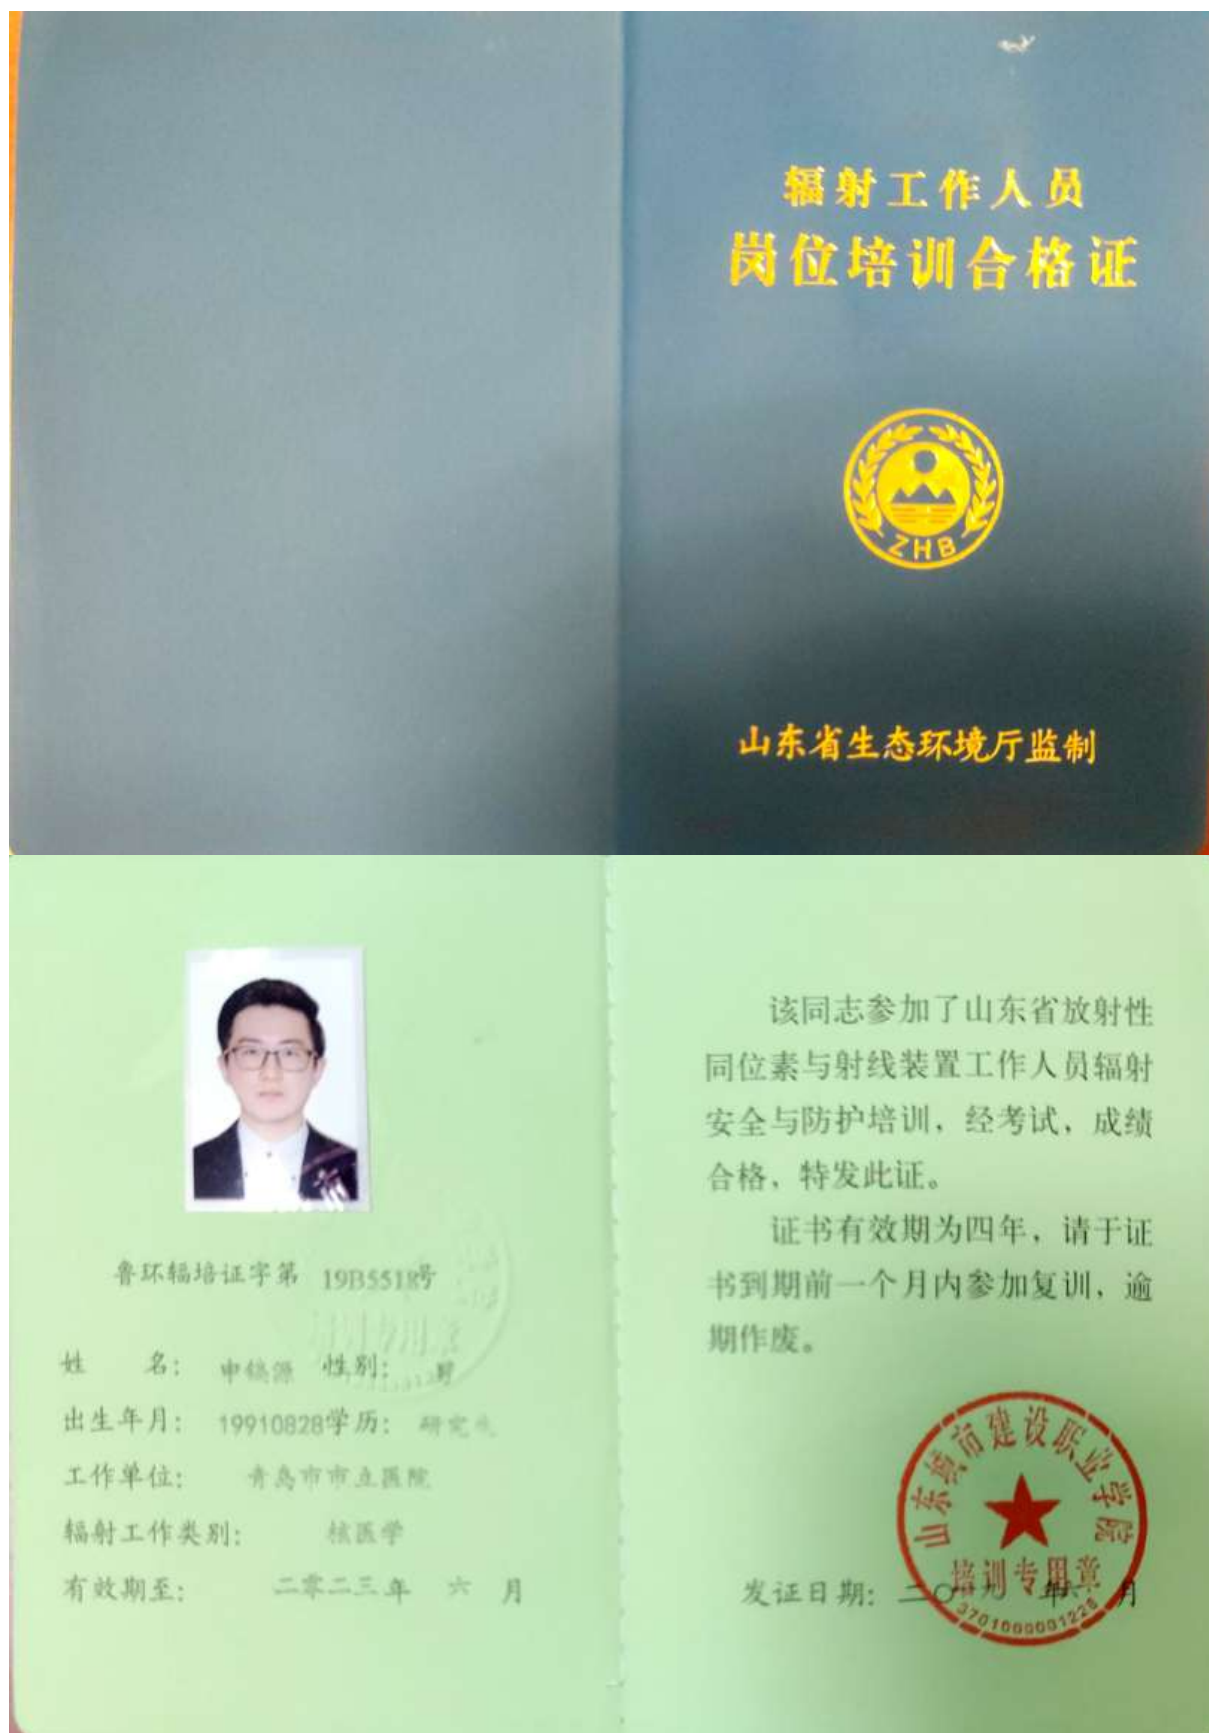 辐射工作人员
岗位培训合格证
ZHB
山东省生态环境厅监制
鲁环辐培证字第 19B5518号
姓 名: 申 源 性别: 男
出生年月: 19910828学历: 研究生
工作单位: 青岛市市立医院
辐射工作类别: 核医学
有效期至: 二零二三年 六 月
该同志参加了山东省放射性
同位素与射线装置工作人员辐射
安全与防护培训,经考试,成绩
合格,特发此证。
证书有效期为四年,请于证
书到期前一个月内参加复训,逾
期作废。
山东城市建设职业学院
培训专用章
3701000001226
发证日期: 二〇一九 年六 月